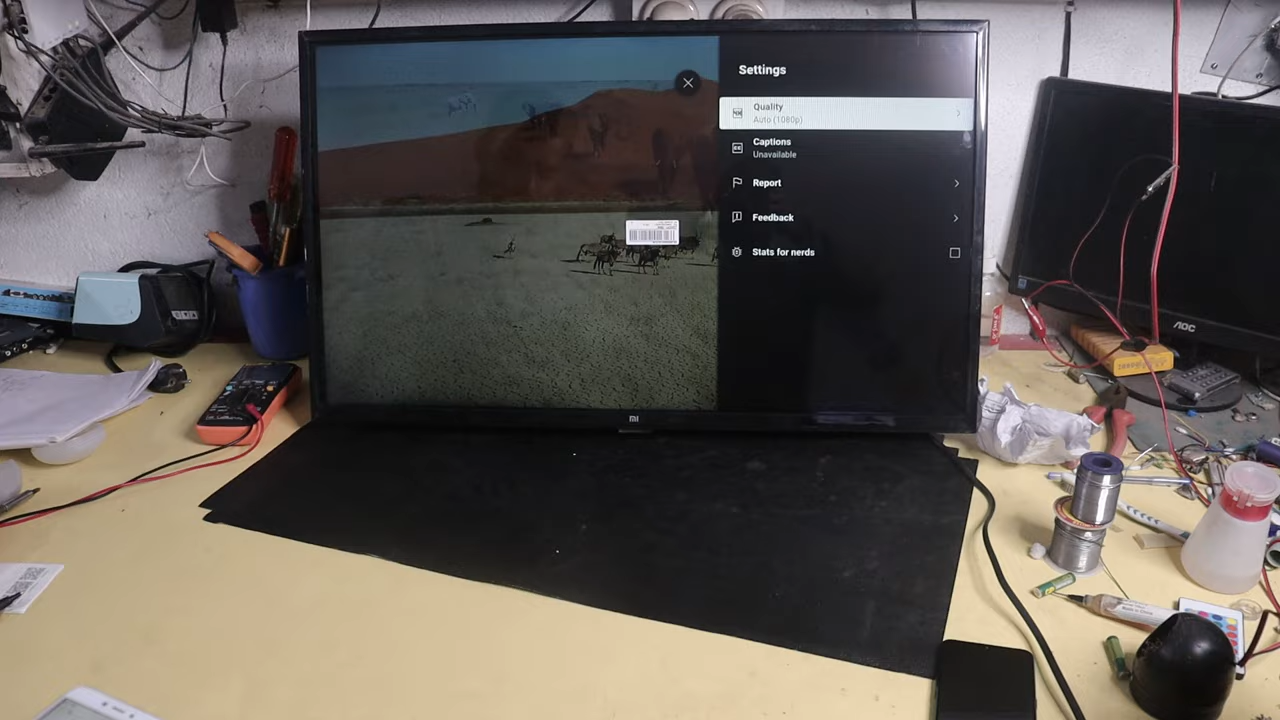 Settings
Quality
Auto (1080p)
Captions
Unavailable
Report
Feedback
Stats for nerds
MI
AOC